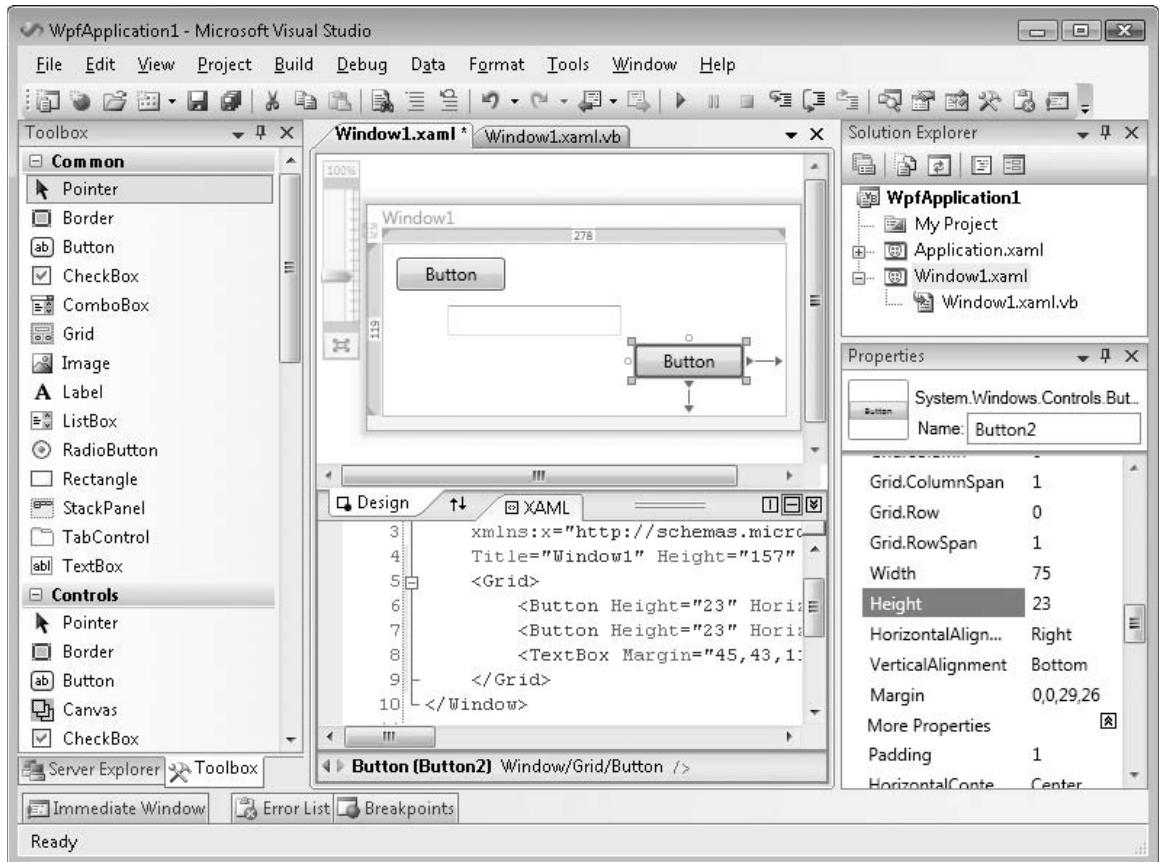 WpfApplication1 - Microsoft Visual Studio
File Edit View Project Build Debug Data Format Tools Window Help
Toolbox
Common
Pointer
Border
Button
CheckBox
ComboBox
Grid
Image
Label
ListBox
RadioButton
Rectangle
StackPanel
TabControl
TextBox
Controls
Pointer
Border
Button
Canvas
CheckBox
Server Explorer Toolbox
Window1.xaml * Window1.xaml.vb
100%
Window1
278
119
Button
Button
Design XAML
3 xmlns:x="http://schemas.micro
4 Title="Window1" Height="157"
5 <Grid>
6 <Button Height="23" Hori
7 <Button Height="23" Hori
8 <TextBox Margin="45,43,1
9 </Grid>
10 </Window>
Button (Button2) Window/Grid/Button />
Solution Explorer
WpfApplication1
My Project
Application.xaml
Window1.xaml
Window1.xaml.vb
Properties
Button
System.Windows.Controls.But...
Name: Button2
Grid.ColumnSpan 1
Grid.Row 0
Grid.RowSpan 1
Width 75
Height 23
HorizontalAlign... Right
VerticalAlignment Bottom
Margin 0,0,29,26
More Properties
Padding 1
HorizontalConte Center
Immediate Window Error List Breakpoints
Ready